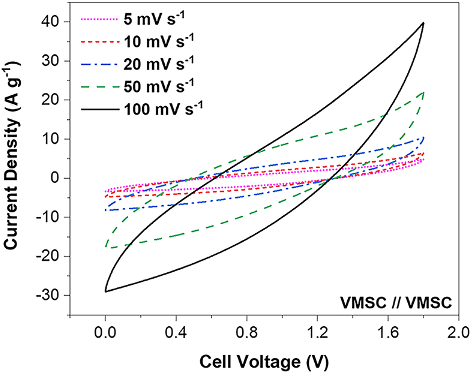 40
30
20
10
0
-10
-20
-30
Current Density (A g⁻¹)
5 mV s⁻¹
10 mV s⁻¹
20 mV s⁻¹
50 mV s⁻¹
100 mV s⁻¹
VMSC // VMSC
0.0 0.4 0.8 1.2 1.6 2.0
Cell Voltage (V)